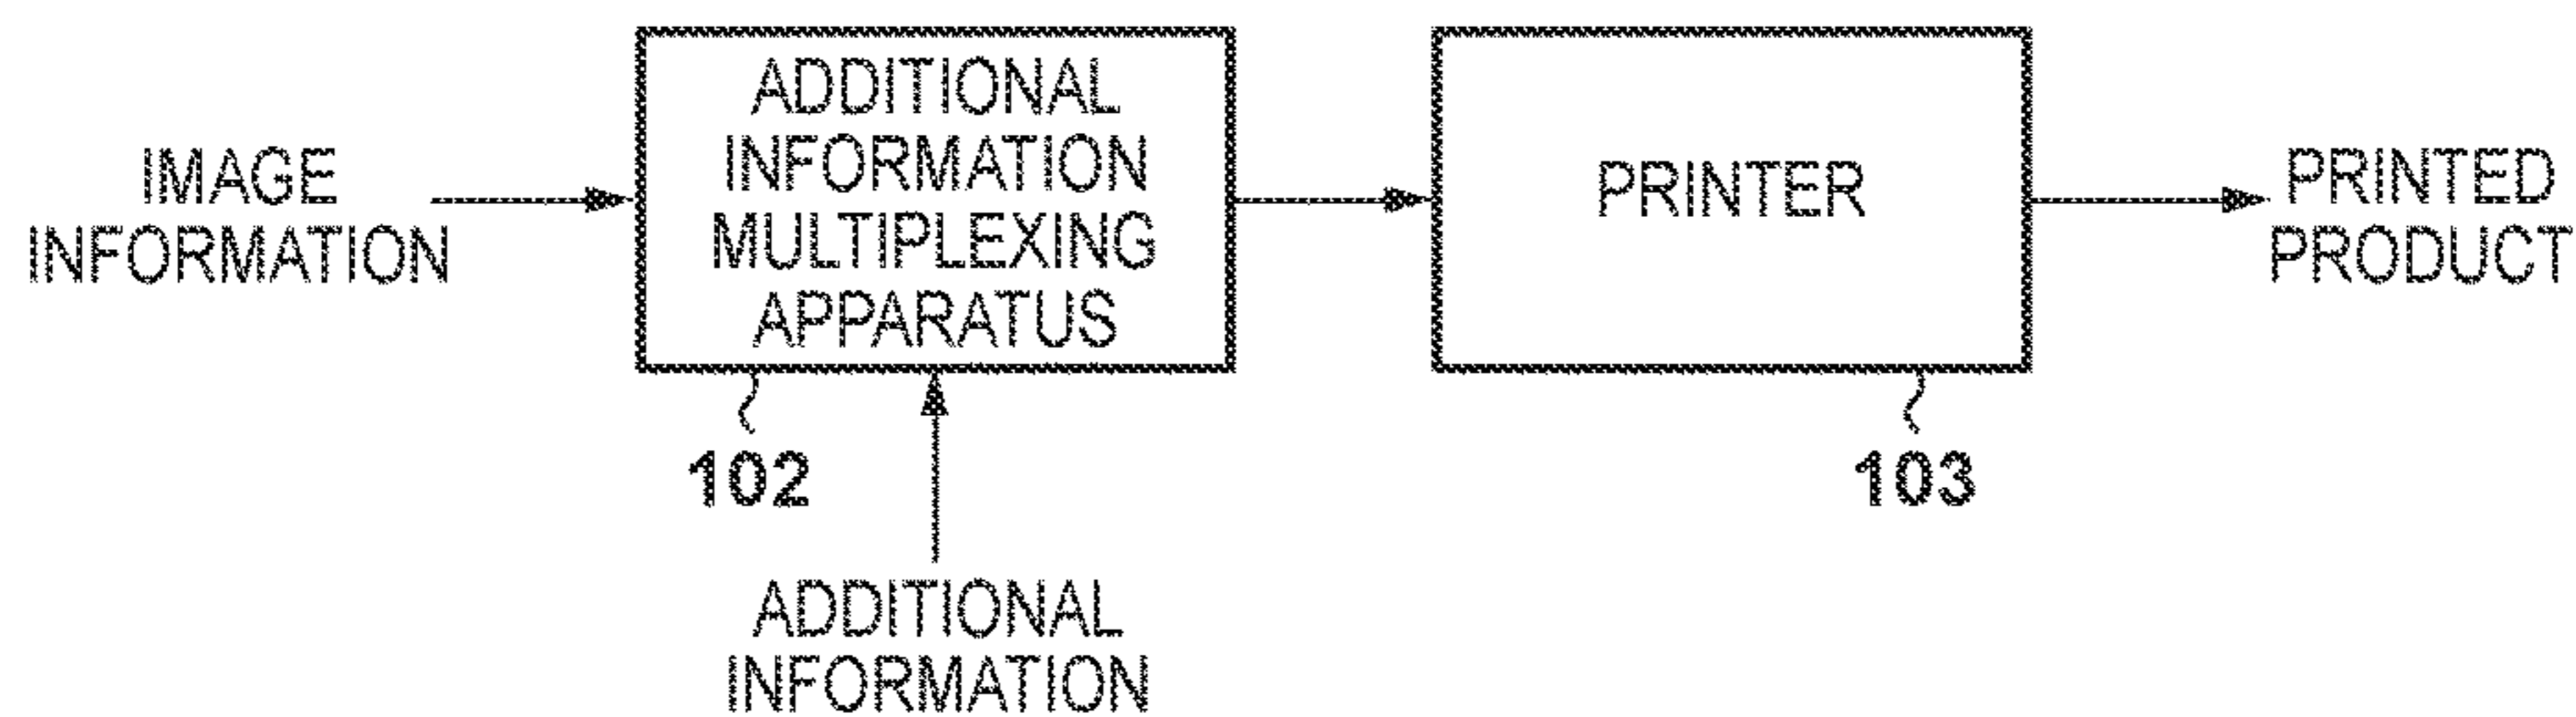 IMAGE
INFORMATION
ADDITIONAL
INFORMATION
MULTIPLEXING
APPARATUS
PRINTER
PRINTED
PRODUCT
102
103
ADDITIONAL
INFORMATION